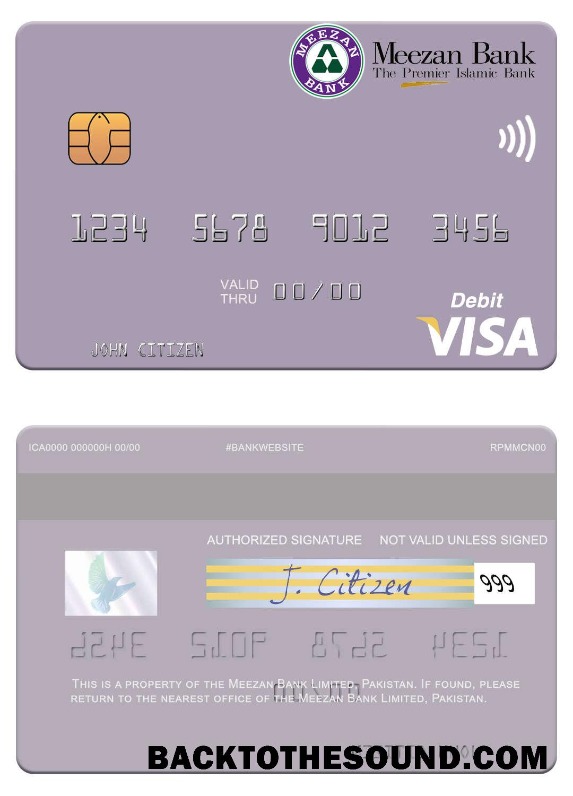 MEEZAN BANK
Meezan Bank
The Premier Islamic Bank
1234 5678 9012 3456
VALID THRU 00/00
Debit
VISA
JOHN CITIZEN
ICA0000 000000H 00/00 #BANKWEBSITE RPMMCN00
AUTHORIZED SIGNATURE NOT VALID UNLESS SIGNED
J. Citizen 999
THIS IS A PROPERTY OF THE MEEZAN BANK LIMITED, PAKISTAN. IF FOUND, PLEASE
RETURN TO THE NEAREST OFFICE OF THE MEEZAN BANK LIMITED, PAKISTAN.
BACKTOTHESOUND.COM